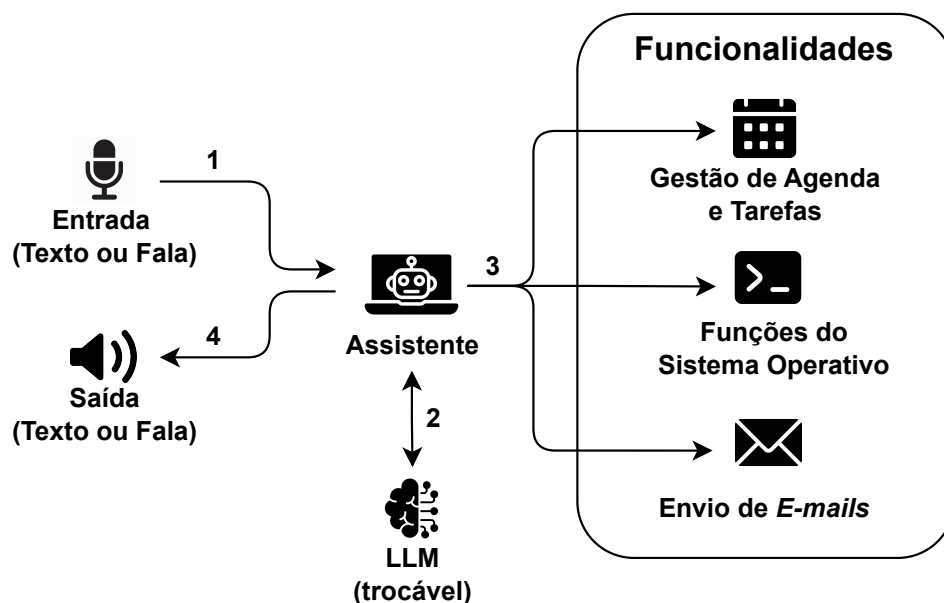 Funcionalidades
1
Entrada
(Texto ou Fala)
Gestão de Agenda
e Tarefas
3
4
Assistente
Saída
(Texto ou Fala)
Funções do
Sistema Operativo
2
LLM
(trocável)
Envio de E-mails